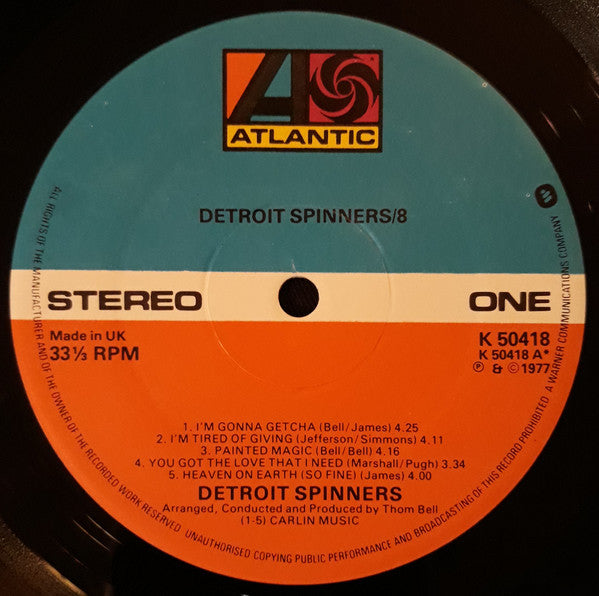 ATLANTIC
DETROIT SPINNERS/8
STEREO
ONE
Made in UK
33⅓ RPM
K 50418
K 50418 A*
℗ & © 1977
1. I'M GONNA GETCHA (Bell/James) 4.25
2. I'M TIRED OF GIVING (Jefferson/Simmons) 4.11
3. PAINTED MAGIC (Bell/Bell) 4.16
4. YOU GOT THE LOVE THAT I NEED (Marshall/Pugh) 3.34
5. HEAVEN ON EARTH (SO FINE) (James) 4.00
DETROIT SPINNERS
Arranged, Conducted and Produced by Thom Bell
(1-5) CARLIN MUSIC
ALL RIGHTS OF THE MANUFACTURER AND OF THE OWNER OF THE RECORDED WORK RESERVED. UNAUTHORISED COPYING PUBLIC PERFORMANCE AND BROADCASTING OF THIS RECORD PROHIBITED. A WARNER COMMUNICATIONS COMPANY